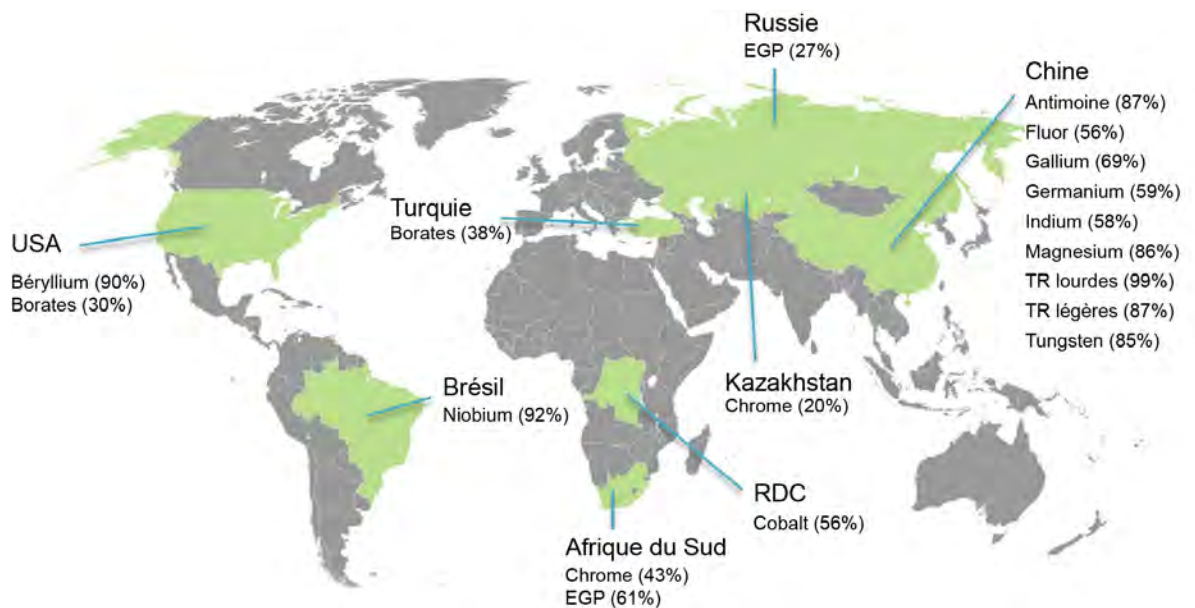 Russie
EGP (27%)
Chine
Antimoine (87%)
Fluor (56%)
Gallium (69%)
Germanium (59%)
Indium (58%)
Magnesium (86%)
TR lourdes (99%)
TR légères (87%)
Tungsten (85%)
Turquie
Borates (38%)
USA
Béryllium (90%)
Borates (30%)
Kazakhstan
Chrome (20%)
Brésil
Niobium (92%)
RDC
Cobalt (56%)
Afrique du Sud
Chrome (43%)
EGP (61%)